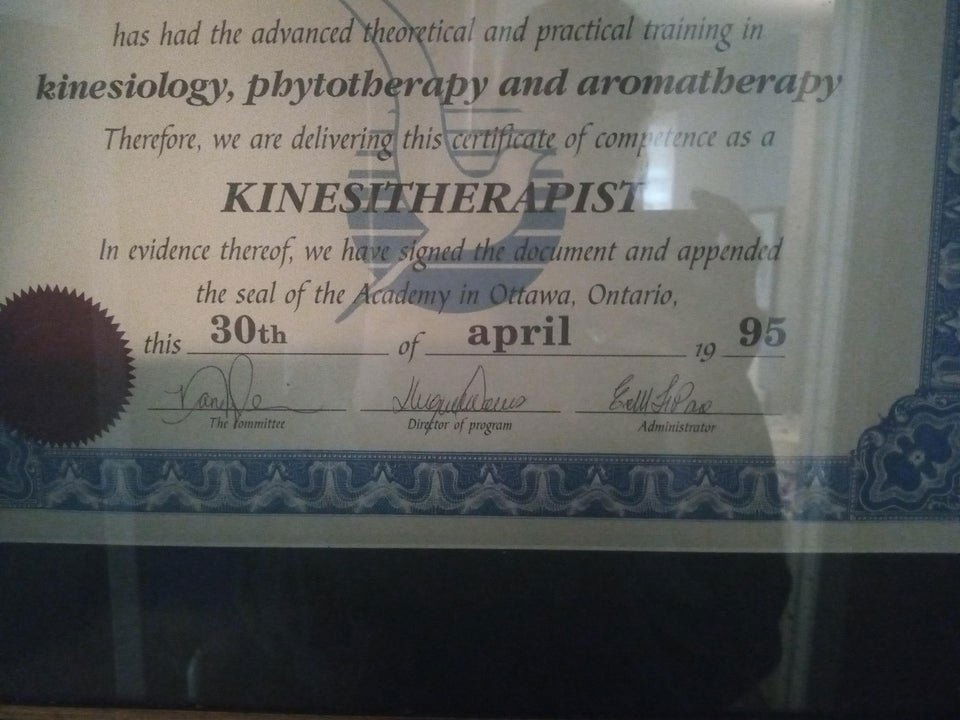 has had the advanced theoretical and practical training in
kinesiology, phytotherapy and aromatherapy
Therefore, we are delivering this certificate of competence as a
KINESITHERAPIST
In evidence thereof, we have signed the document and appended
the seal of the Academy in Ottawa, Ontario,
this 30th of april 19 95
The Committee Director of program Administrator